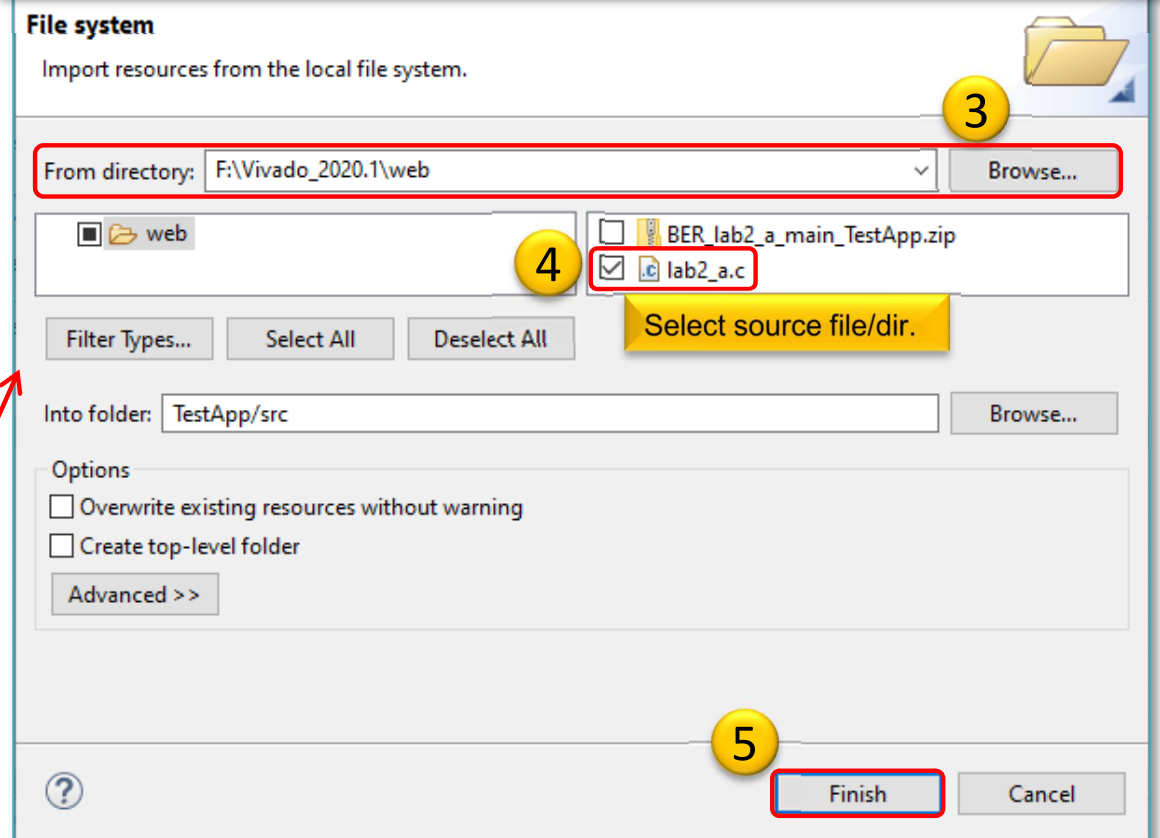 File system
Import resources from the local file system.
3
From directory: F:\Vivado_2020.1\web Browse...
web
BER_lab2_a_main_TestApp.zip
4
.c lab2_a.c
Select source file/dir.
Filter Types... Select All Deselect All
Into folder: TestApp/src Browse...
Options
Overwrite existing resources without warning
Create top-level folder
Advanced >>
5
? Finish Cancel